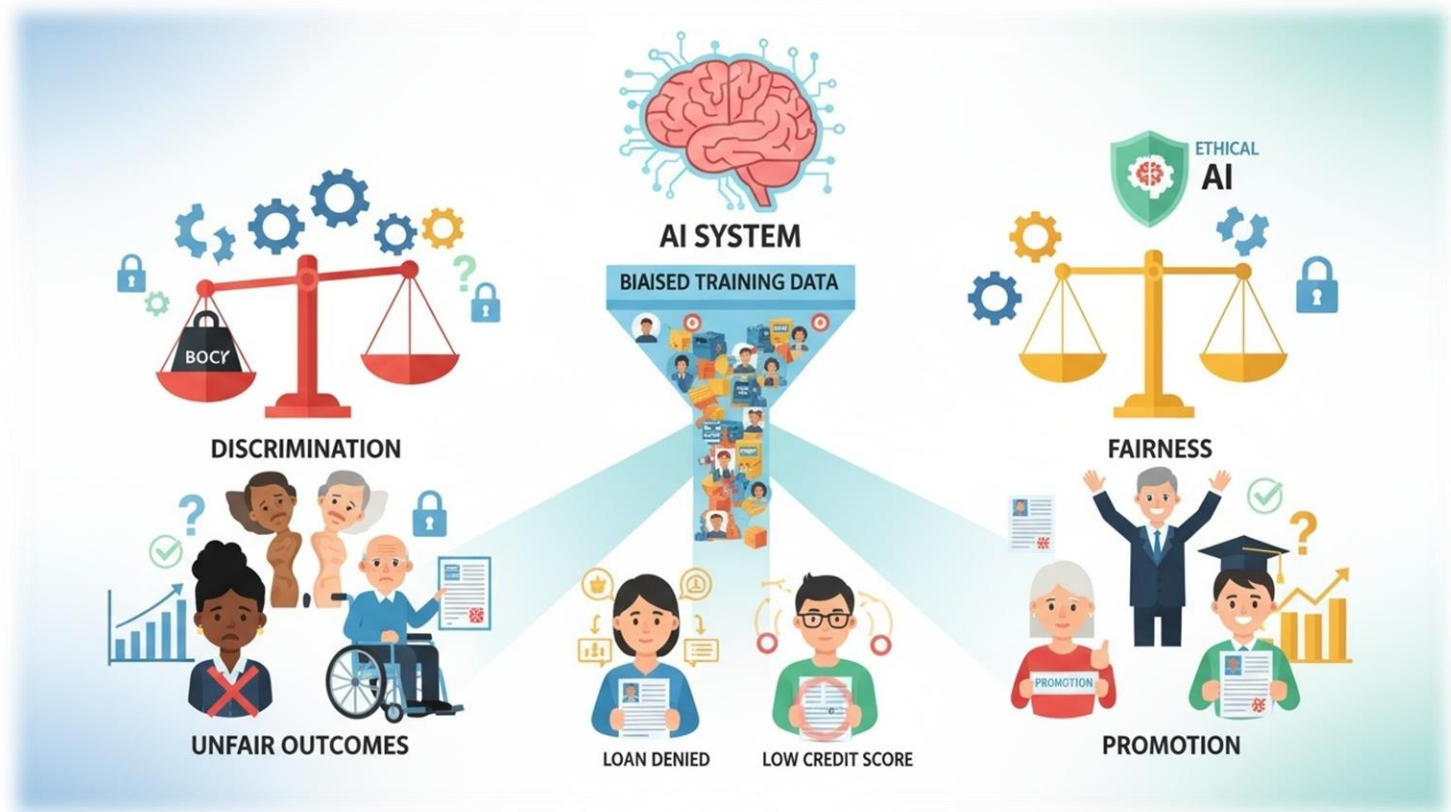 AI SYSTEM
BIAISED TRAINING DATA
ETHICAL
AI
BOCY
DISCRIMINATION
FAIRNESS
UNFAIR OUTCOMES
LOAN DENIED
LOW CREDIT SCORE
PROMOTION
PROMOTION